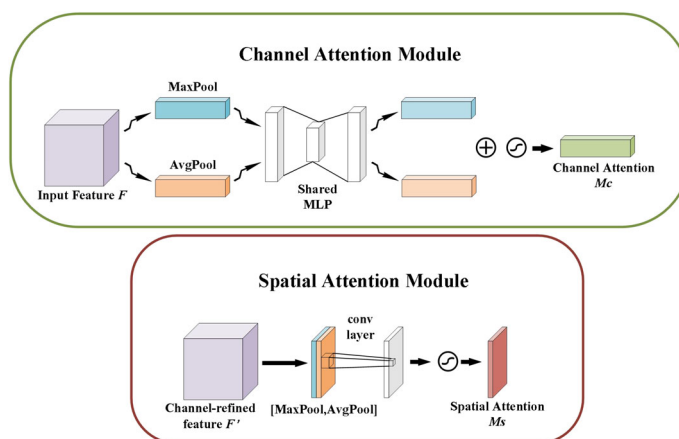 Channel Attention Module
MaxPool
AvgPool
Input Feature F
Shared
MLP
Channel Attention
Mc
Spatial Attention Module
conv
layer
Channel-refined
feature F'
[MaxPool,AvgPool]
Spatial Attention
Ms